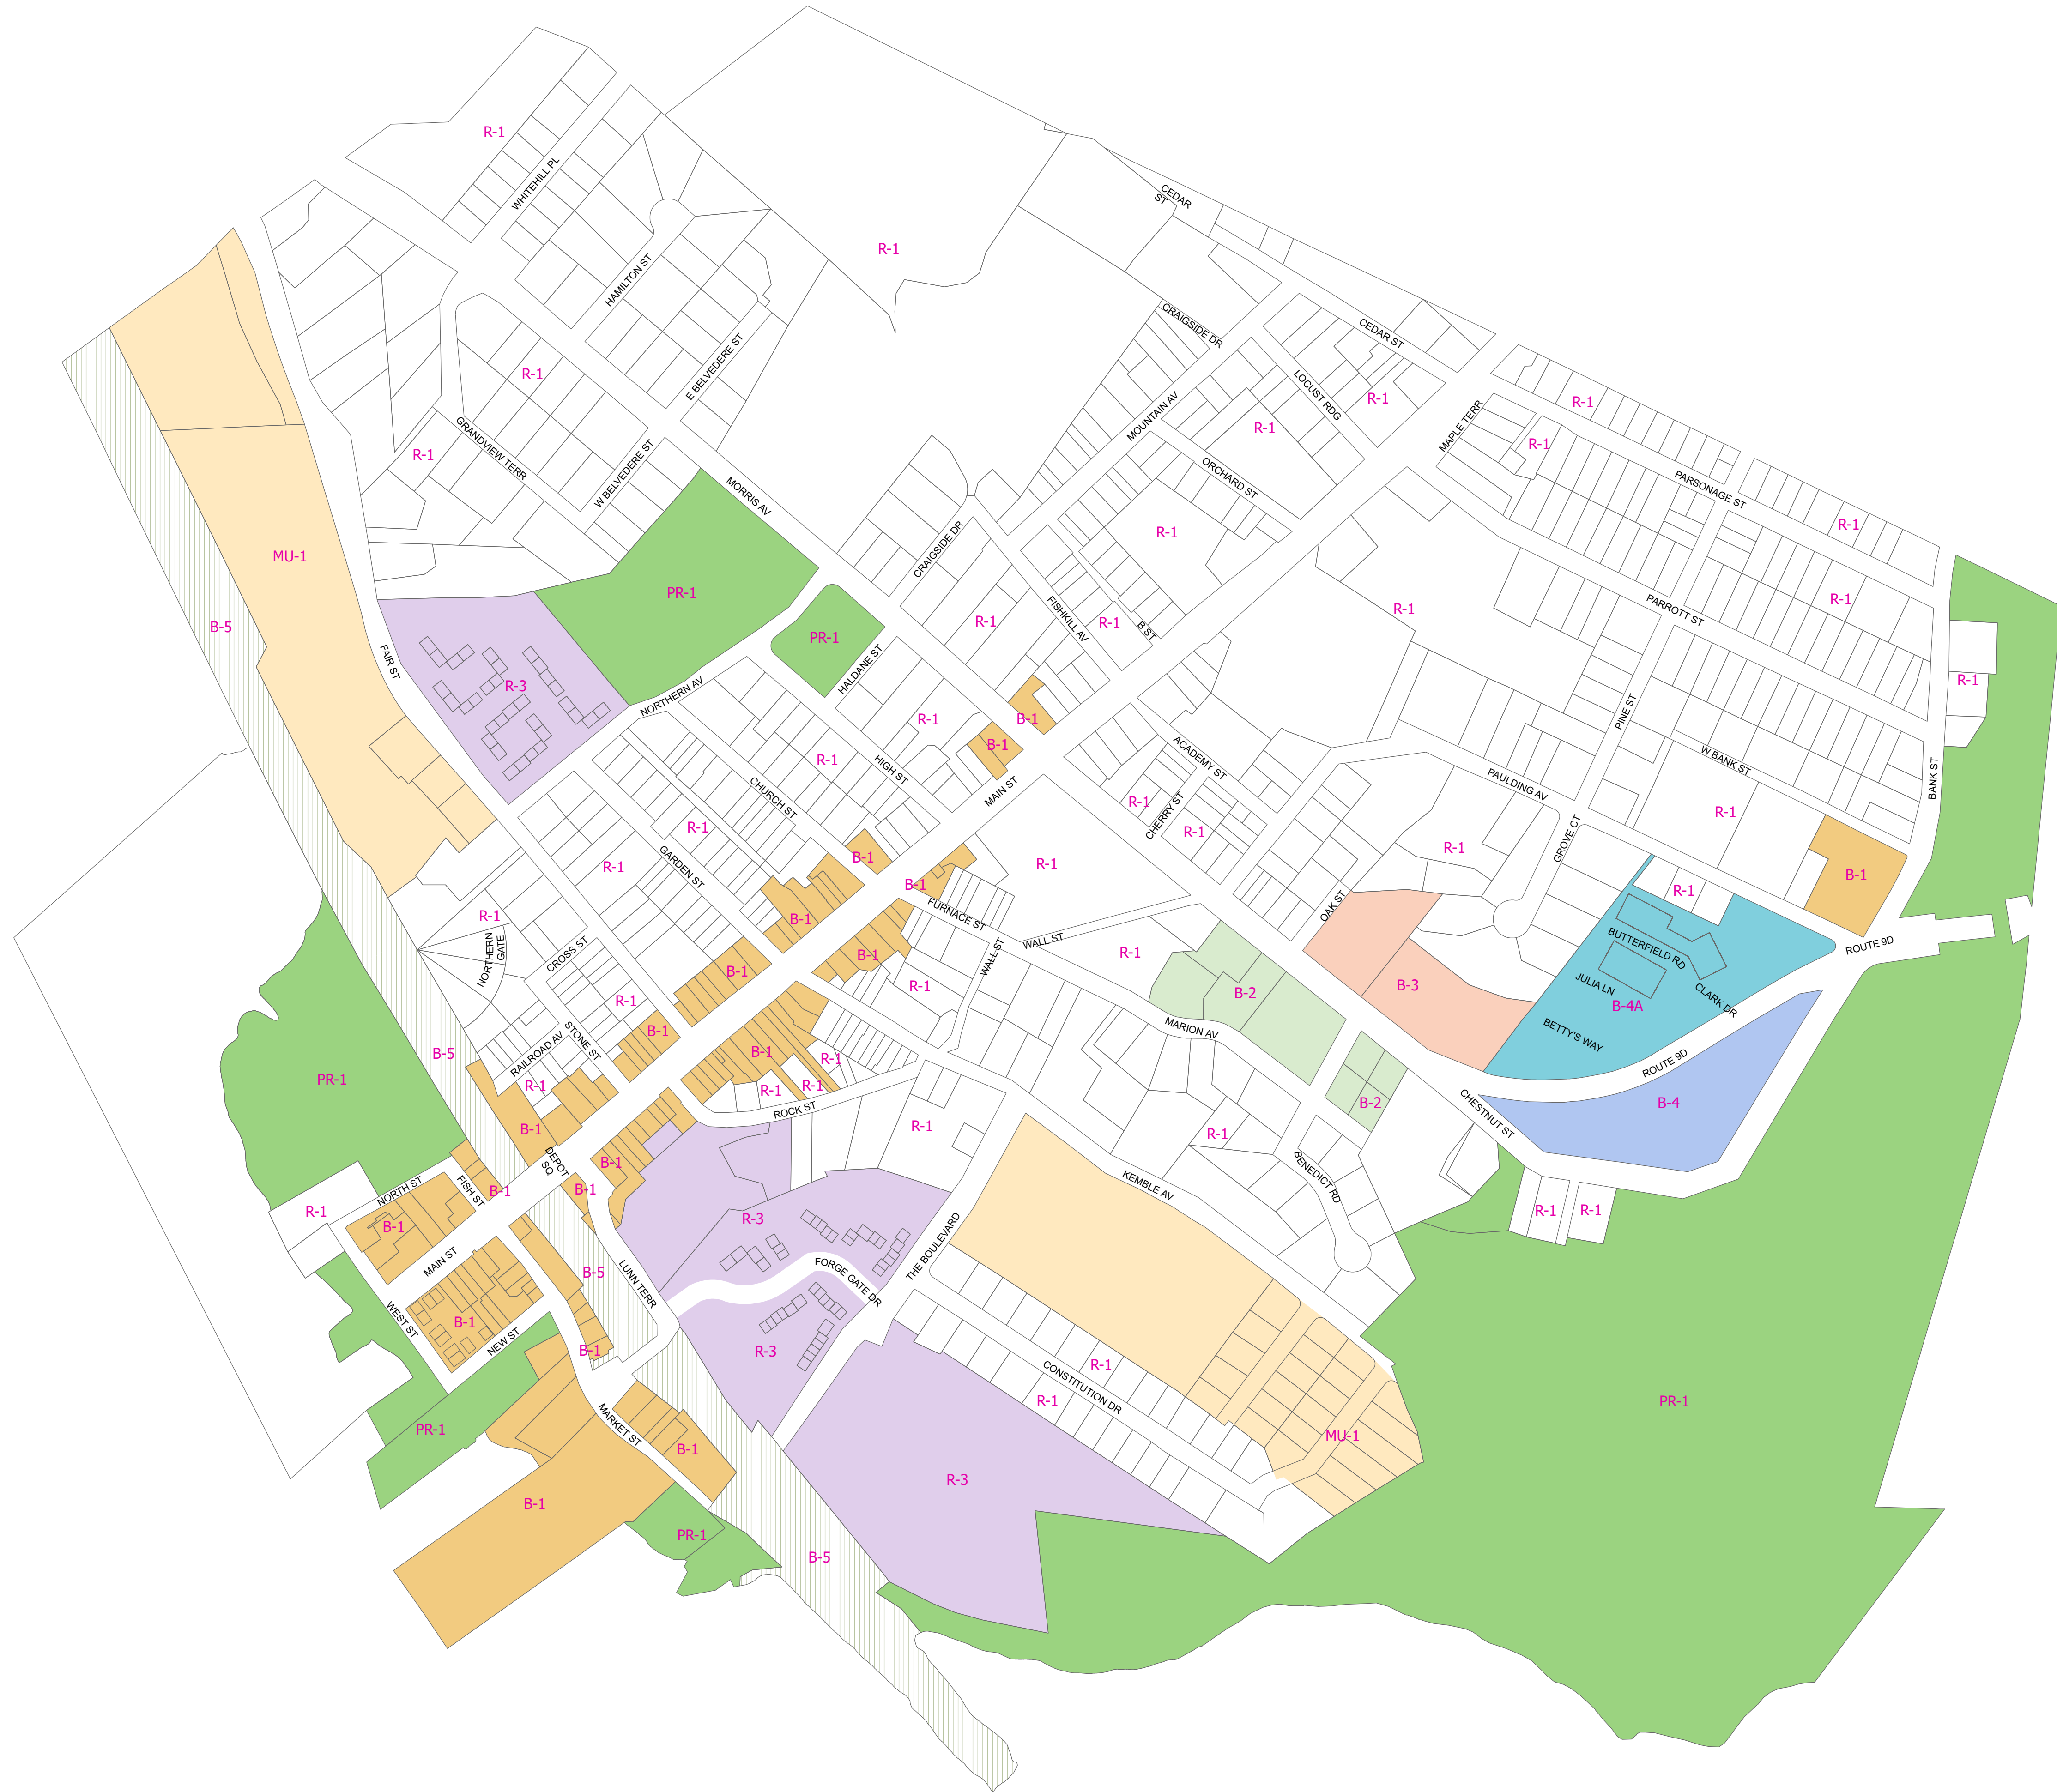 R-1
WHITEHILL PL
R-1
CEDAR
ST
HAMILTON ST
CRAIGSIDE DR
CEDAR ST
E BELVEDERE ST
R-1
LOCUST RDG
R-1
R-1
MOUNTAIN AV
R-1
MAPLE TERR
R-1
GRANDVIEW TERR
R-1
W BELVEDERE ST
ORCHARD ST
PARSONAGE ST
MORRIS AV
R-1
R-1
MU-1
CRAIGSIDE DR
PR-1
R-1
R-1
PARROTT ST
B-5
PR-1
R-1
FISHKILL AV
R-1
B ST
FAIR ST
R-3
NORTHERN AV
HALDANE ST
R-1
R-1
B-1
PINE ST
B-1
R-1
HIGH ST
ACADEMY ST
W BANK ST
BANK ST
MAIN ST
PAULDING AV
CHURCH ST
R-1
CHERRY ST
R-1
R-1
R-1
GROVE CT
R-1
B-1
R-1
R-1
GARDEN ST
B-1
R-1
B-1
OAK ST
R-1
B-1
FURNACE ST
NORTHERN
GATE
CROSS ST
B-1
WALL ST
WALL ST
R-1
BUTTERFIELD RD
ROUTE 9D
B-1
R-1
B-2
B-3
JULIA LN
CLARK DR
B-4A
R-1
STONE ST
B-1
MARION AV
BETTY'S WAY
B-5
RAILROAD AV
B-1
R-1
ROUTE 9D
PR-1
R-1
R-1
R-1
ROCK ST
B-2
B-4
CHESTNUT ST
B-1
R-1
R-1
DEPOT
SQ
B-1
BENEDICT RD
KEMBLE AV
NORTH ST
FISH ST
B-1
B-1
R-1
B-1
R-3
R-1
R-1
MAIN ST
THE BOULEVARD
B-5
LUNN TERR
FORGE GATE DR
WEST ST
B-1
NEW ST
B-1
R-3
R-1
CONSTITUTION DR
R-1
PR-1
PR-1
MARKET ST
B-1
MU-1
R-3
B-1
PR-1
B-5